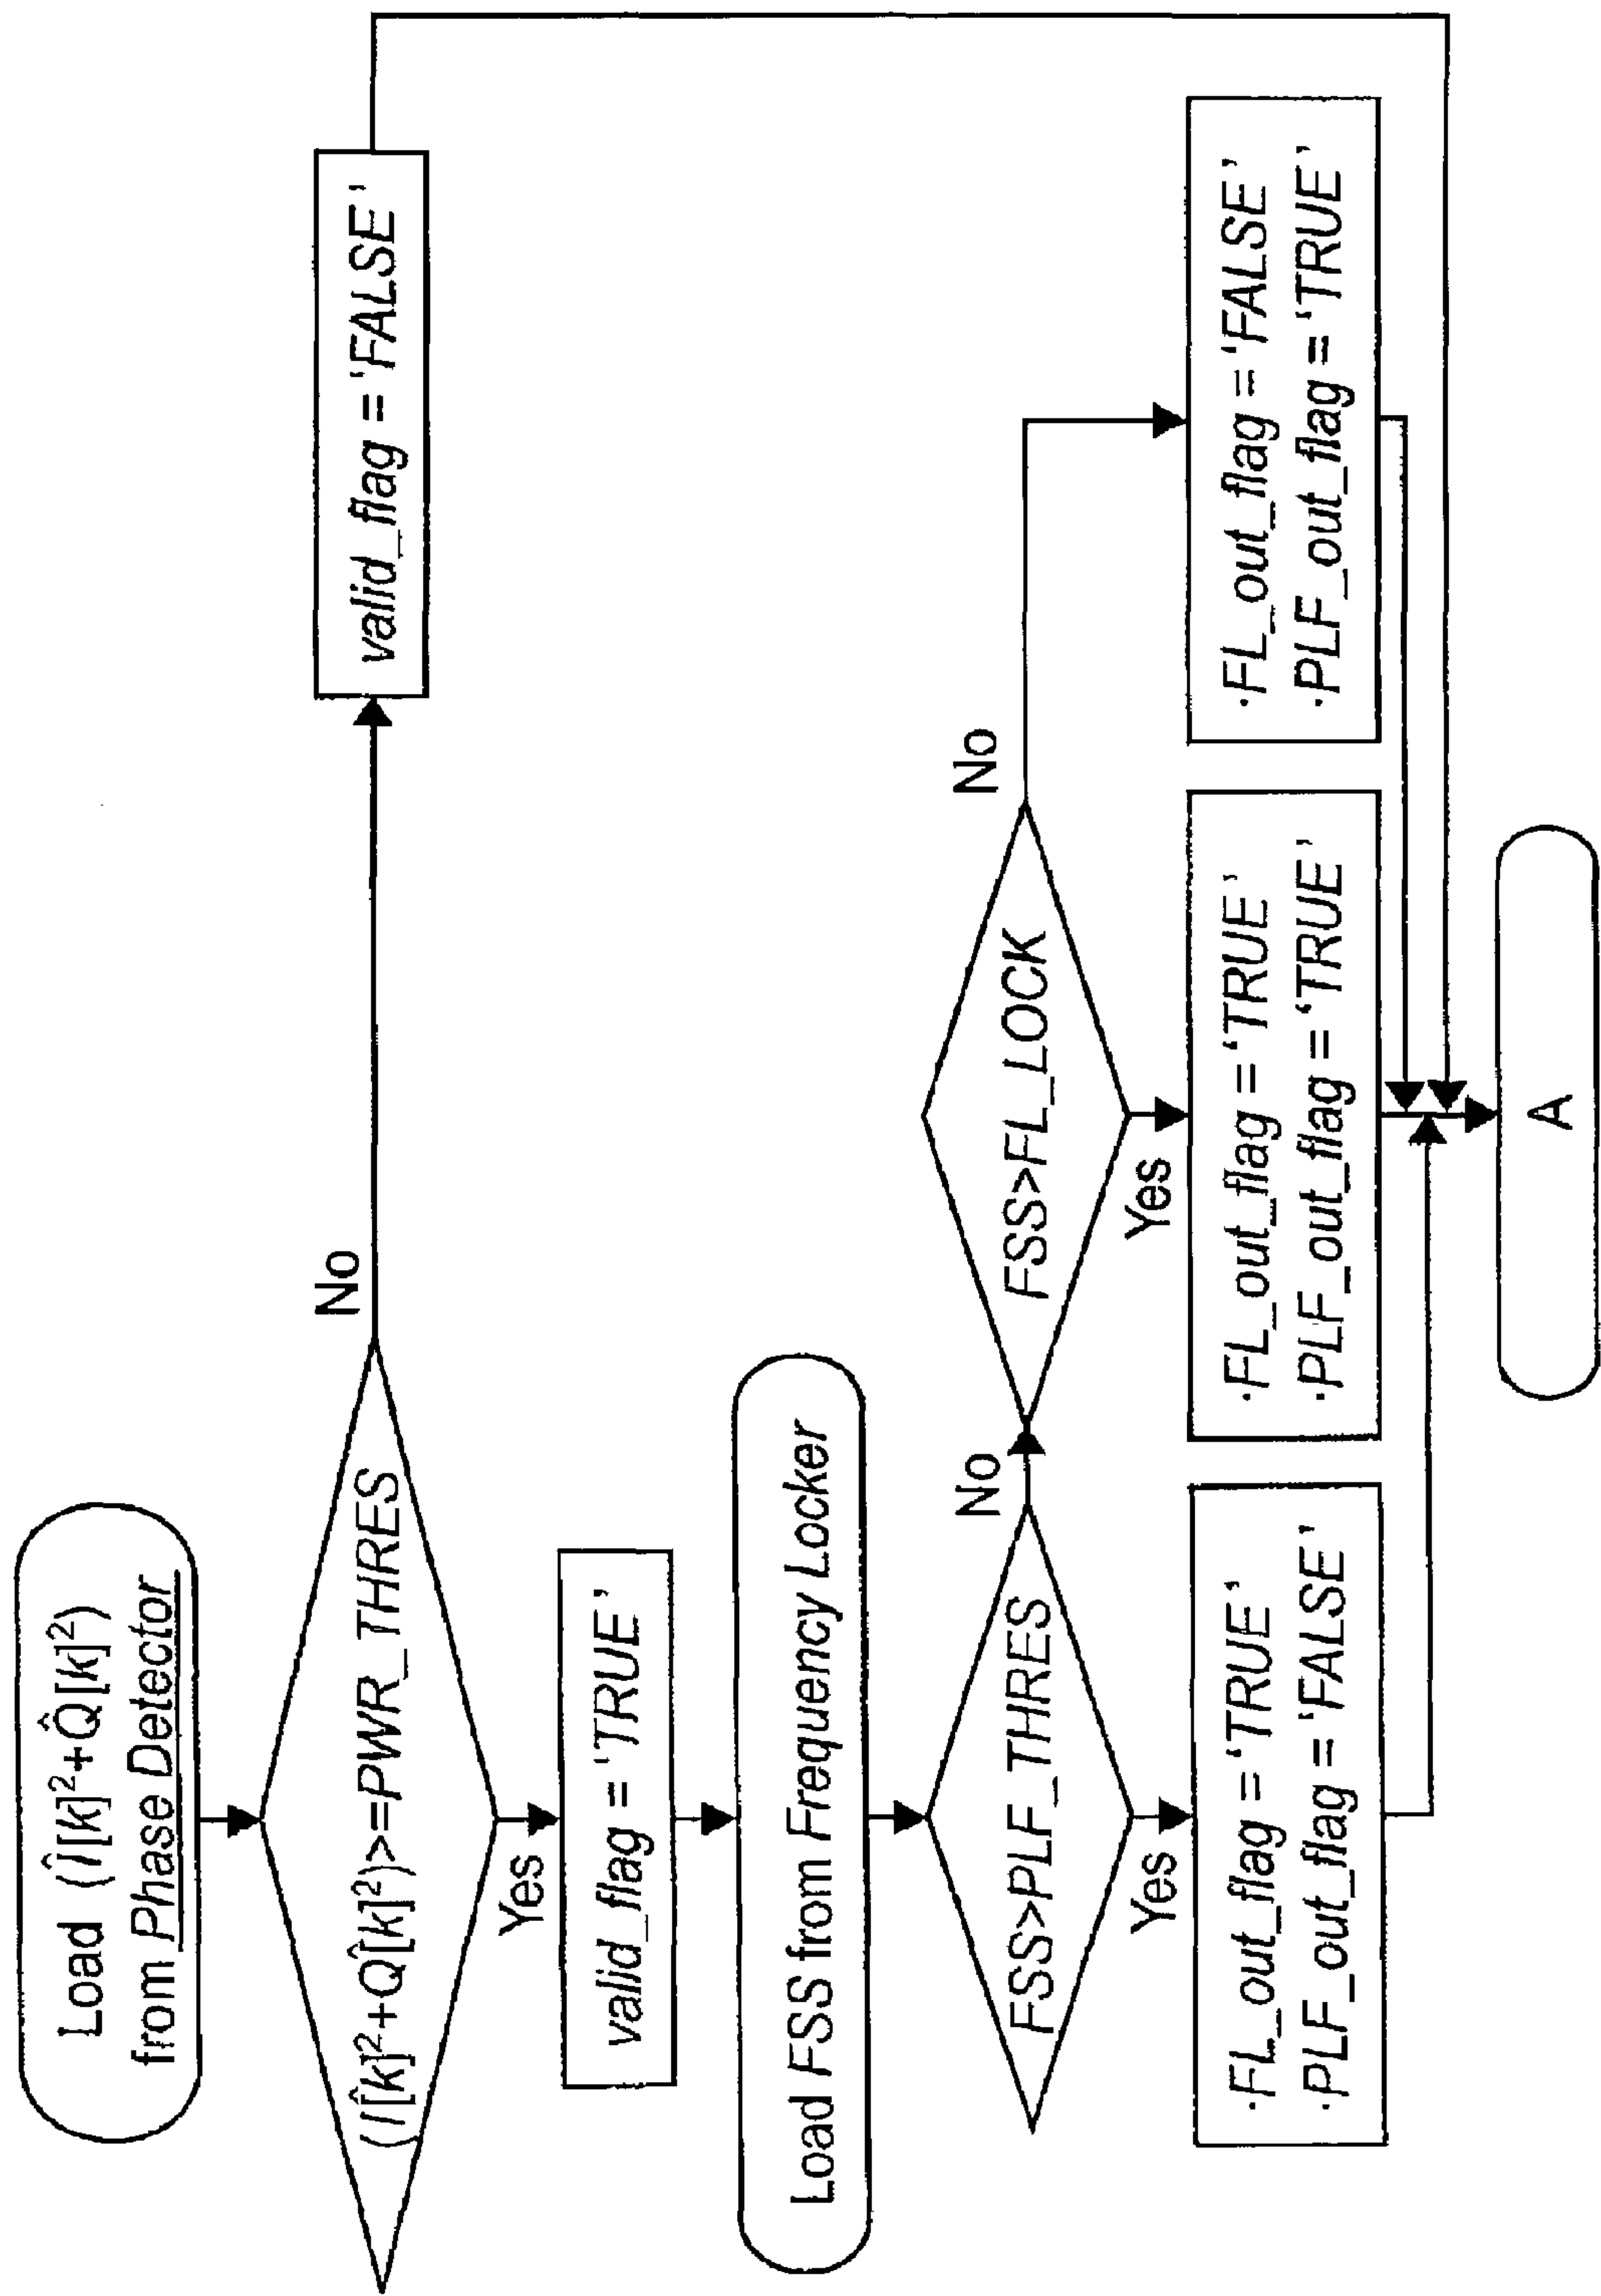 Load (Î[k]²+Q̂[k]²)
from Phase Detector
(Î[k]²+Q̂[k]²)>=PWR_THRES
No
valid_flag = 'FALSE'
Yes
valid_flag = 'TRUE'
Load FSS from Frequency Locker
FSS>PLF_THRES
No
FSS>FL_LOCK
No
Yes
Yes
·FL_out_flag = 'TRUE'
·PLF_out_flag = 'FALSE'
·FL_out_flag = 'TRUE'
·PLF_out_flag = 'TRUE'
·FL_out_flag = 'FALSE'
·PLF_out_flag = 'TRUE'
A